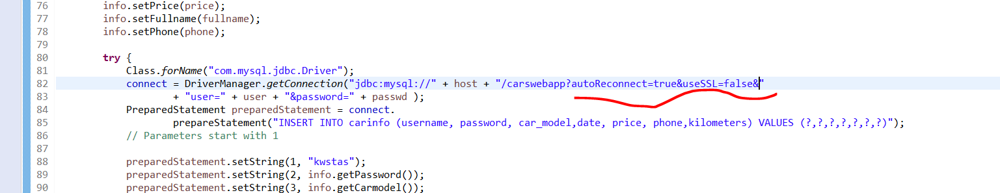 76 info.setPrice(price);
77 info.setFullname(fullname);
78 info.setPhone(phone);
79
80 try {
81 Class.forName("com.mysql.jdbc.Driver");
82 connect = DriverManager.getConnection("jdbc:mysql://" + host + "/carswebapp?autoReconnect=true&useSSL=false&"
83 + "user=" + user + "&password=" + passwd );
84 PreparedStatement preparedStatement = connect.
85 prepareStatement("INSERT INTO carinfo (username, password, car_model,date, price, phone,kilometers) VALUES (?,?,?,?,?,?,?)");
86 // Parameters start with 1
87
88 preparedStatement.setString(1, "kwstas");
89 preparedStatement.setString(2, info.getPassword());
90 preparedStatement.setString(3, info.getCarmodel());